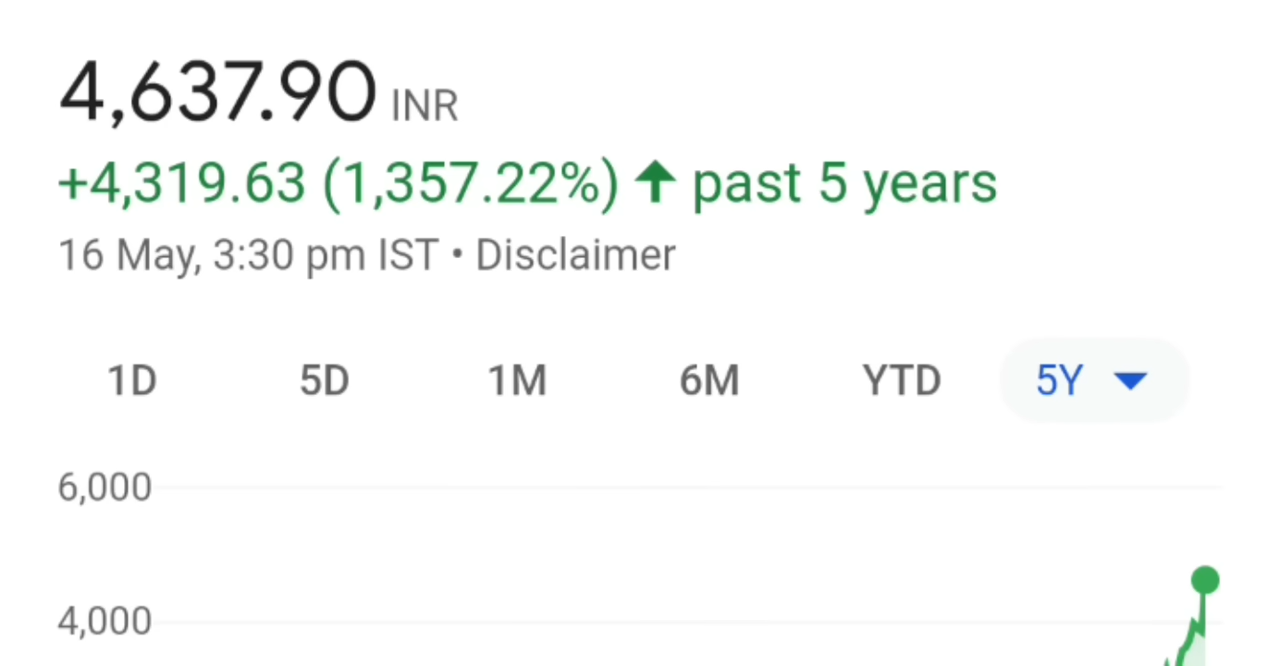 4,637.90 INR
+4,319.63 (1,357.22%) ↑ past 5 years
16 May, 3:30 pm IST • Disclaimer
1D 5D 1M 6M YTD 5Y
6,000
4,000